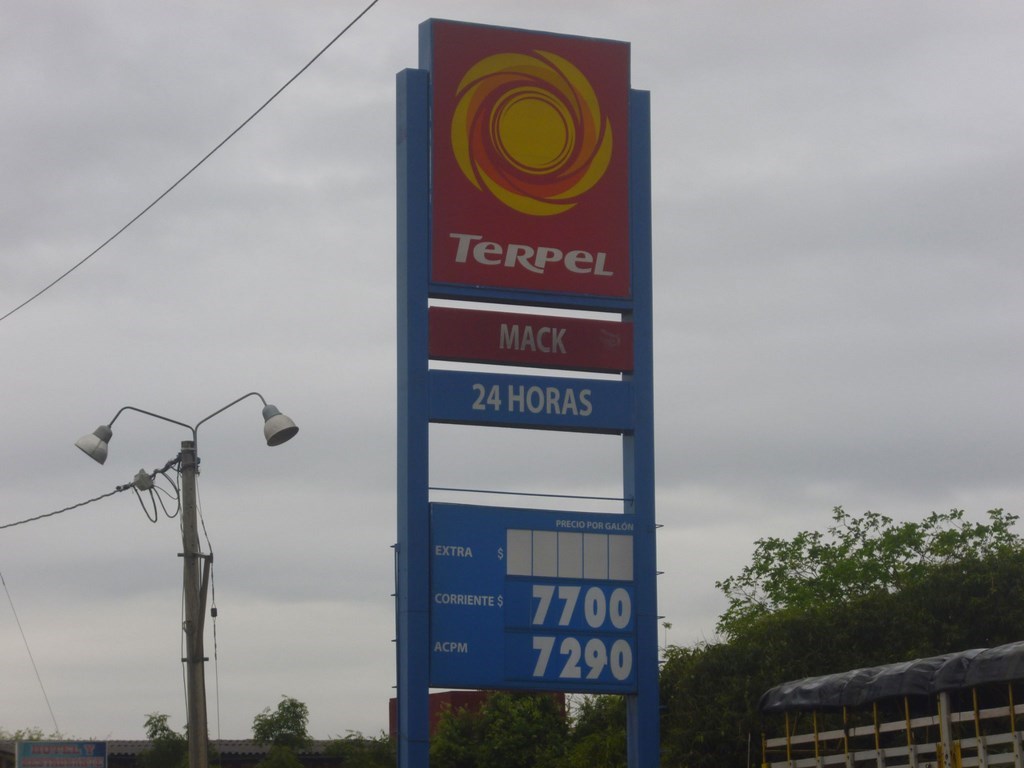 TERPEL
MACK
24 HORAS
PRECIO POR GALÓN
EXTRA $
CORRIENTE $ 7700
ACPM 7290